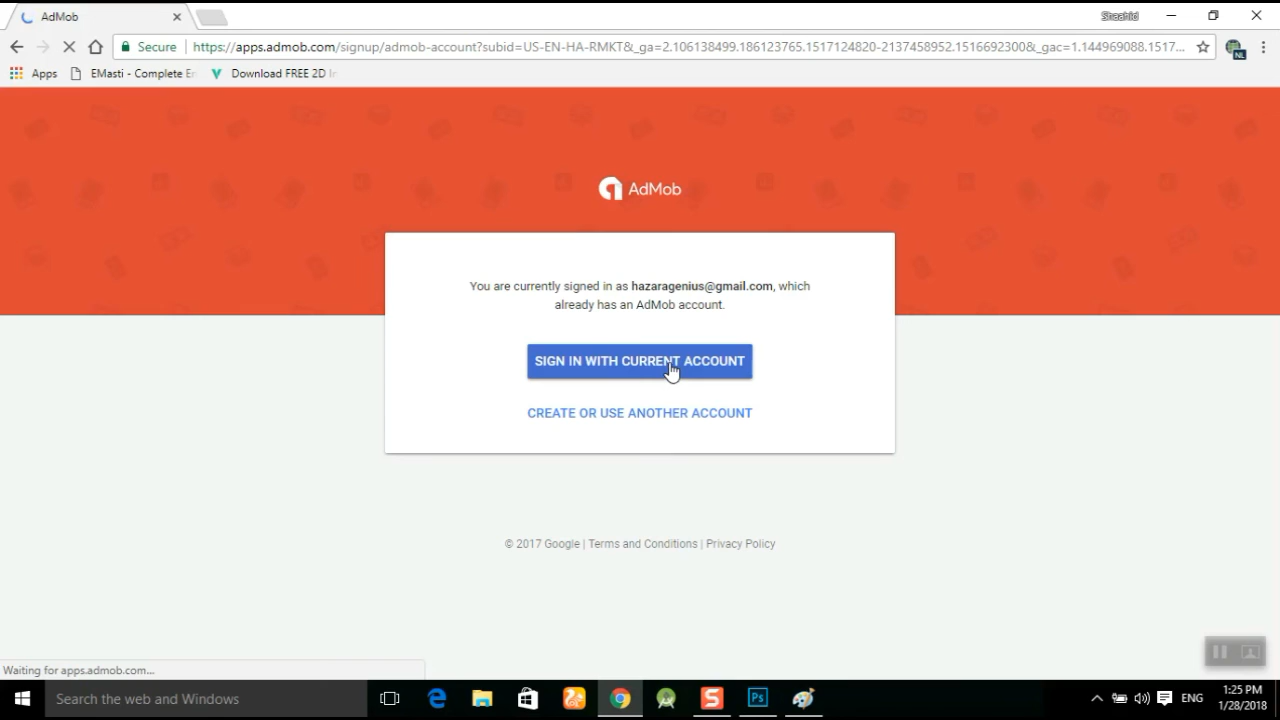 AdMob
Shaahid
Secure
https://apps.admob.com/signup/admob-account?subid=US-EN-HA-RMKT&_ga=2.106138499.186123765.1517124820-2137458952.1516692300&_gac=1.144969088.1517...
NL
Apps
EMasti - Complete En
Download FREE 2D
AdMob
You are currently signed in as hazaragenius@gmail.com, which
already has an AdMob account.
SIGN IN WITH CURRENT ACCOUNT
CREATE OR USE ANOTHER ACCOUNT
© 2017 Google | Terms and Conditions | Privacy Policy
Waiting for apps.admob.com...
Search the web and Windows
S
Ps
ENG
1:25 PM
1/28/2018